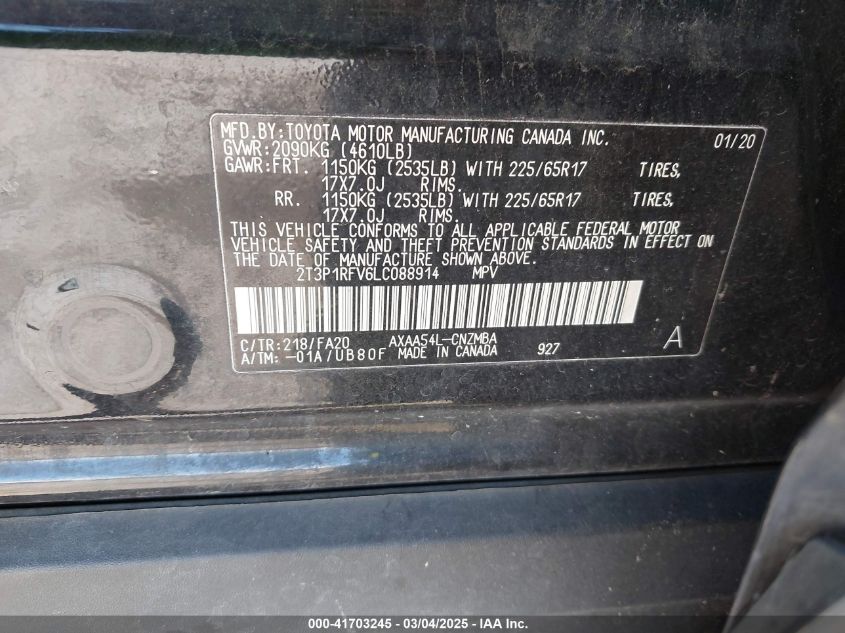 MFD.BY:TOYOTA MOTOR MANUFACTURING CANADA INC. 01/20
GVWR:2090KG (4610LB)
GAWR:FRT. 1150KG (2535LB) WITH 225/65R17 TIRES,
17X7.0J RIMS.
RR. 1150KG (2535LB) WITH 225/65R17 TIRES,
17X7.0J RIMS.
THIS VEHICLE CONFORMS TO ALL APPLICABLE FEDERAL MOTOR
VEHICLE SAFETY AND THEFT PREVENTION STANDARDS IN EFFECT ON
THE DATE OF MANUFACTURE SHOWN ABOVE.
2T3P1RFV6LC088914 MPV
C/TR:218/FA20 AXAA54L-CNZMBA A
A/TM:-01A/UB80F MADE IN CANADA 927
000-41703245 - 03/04/2025 - IAA Inc.